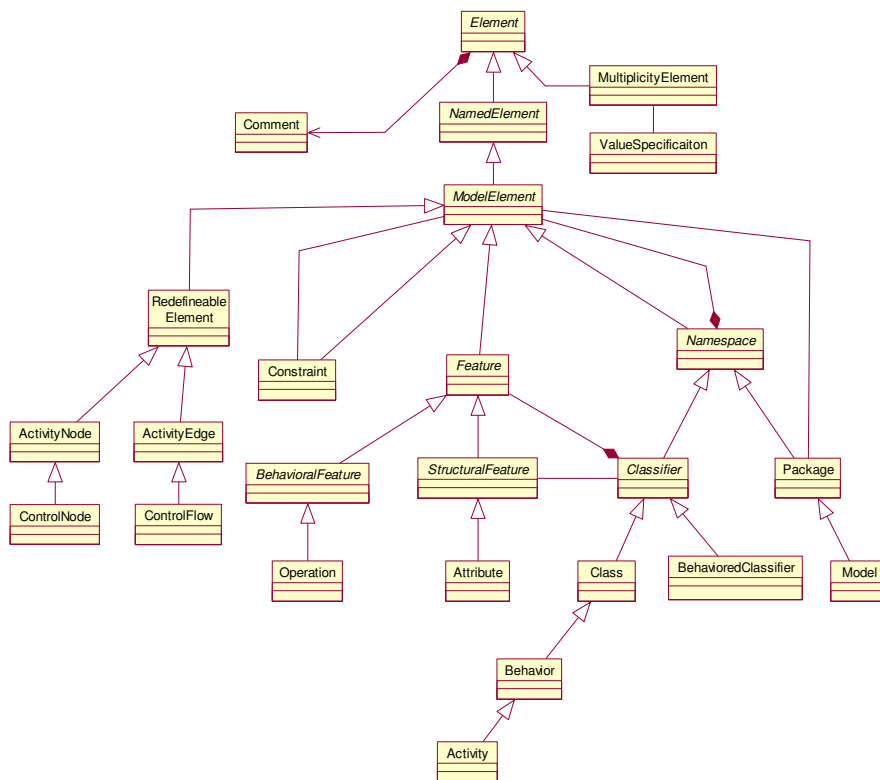 Element
MultiplicityElement
NamedElement
Comment
ValueSpecificaiton
ModelElement
Redefineable
Element
Constraint
Feature
Namespace
ActivityNode
ActivityEdge
BehavioralFeature
StructuralFeature
Classifier
Package
ControlNode
ControlFlow
Operation
Attribute
Class
BehavioredClassifier
Model
Behavior
Activity